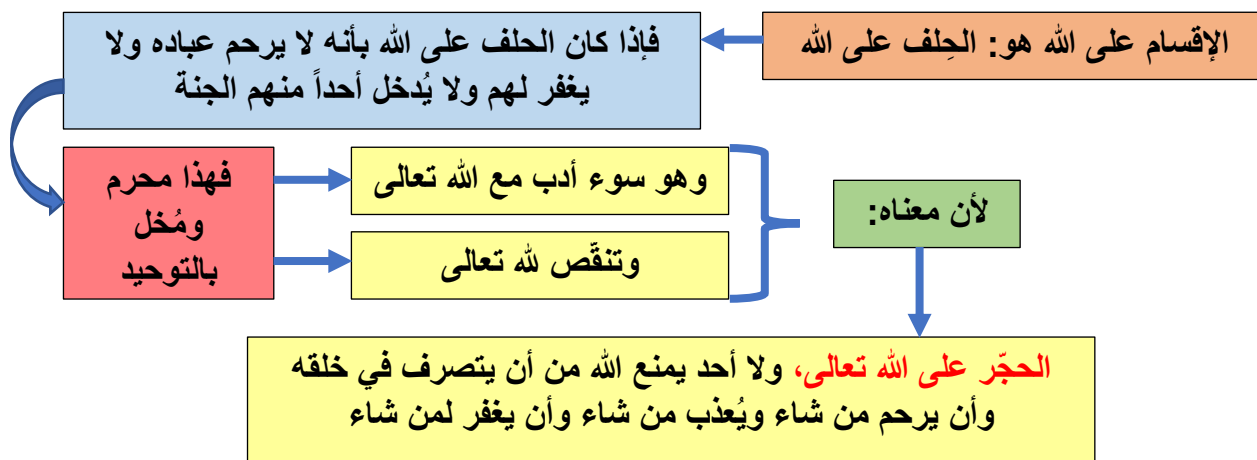 الإقسام على الله هو: الحِلف على الله
فإذا كان الحلف على الله بأنه لا يرحم عباده ولا
يغفر لهم ولا يُدخل أحداً منهم الجنة
فهذا محرم
ومُخل
بالتوحيد
وهو سوء أدب مع الله تعالى
وتنقّص لله تعالى
لأن معناه:
الحجّر على الله تعالى، ولا أحد يمنع الله من أن يتصرف في خلقه
وأن يرحم من شاء ويُعذب من شاء وأن يغفر لمن شاء